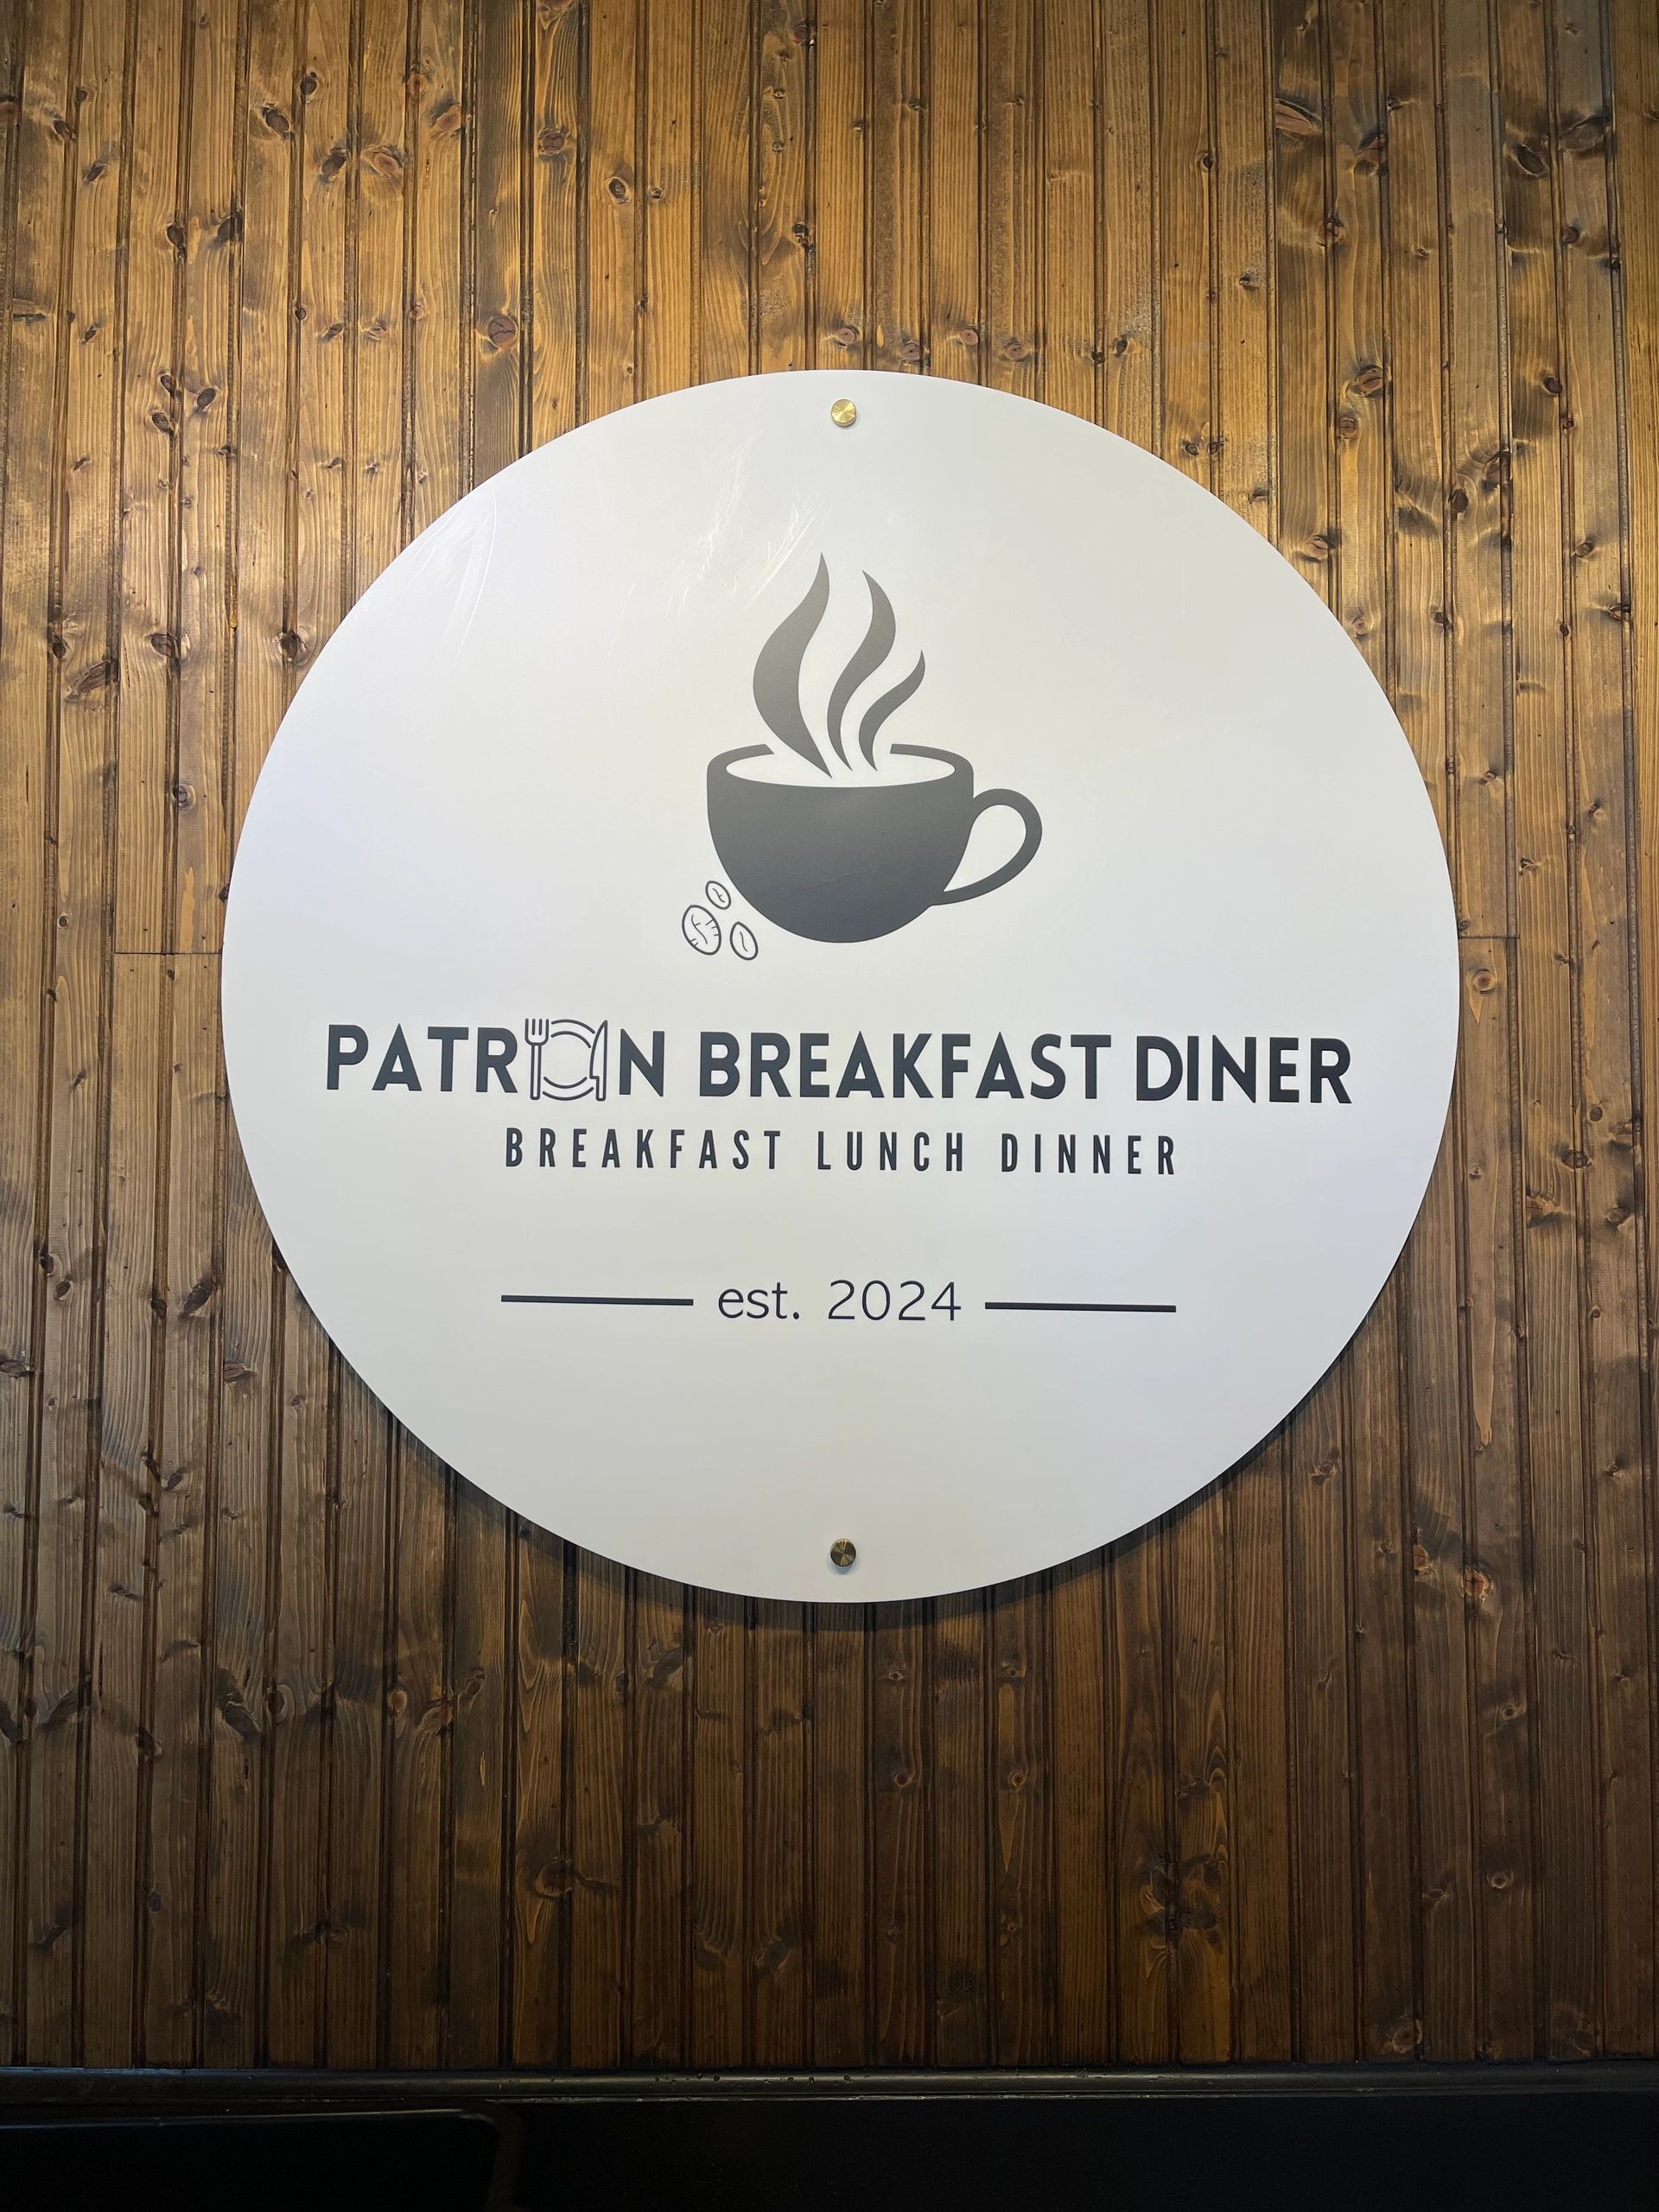 PATRON BREAKFAST DINER
BREAKFAST LUNCH DINNER
est. 2024